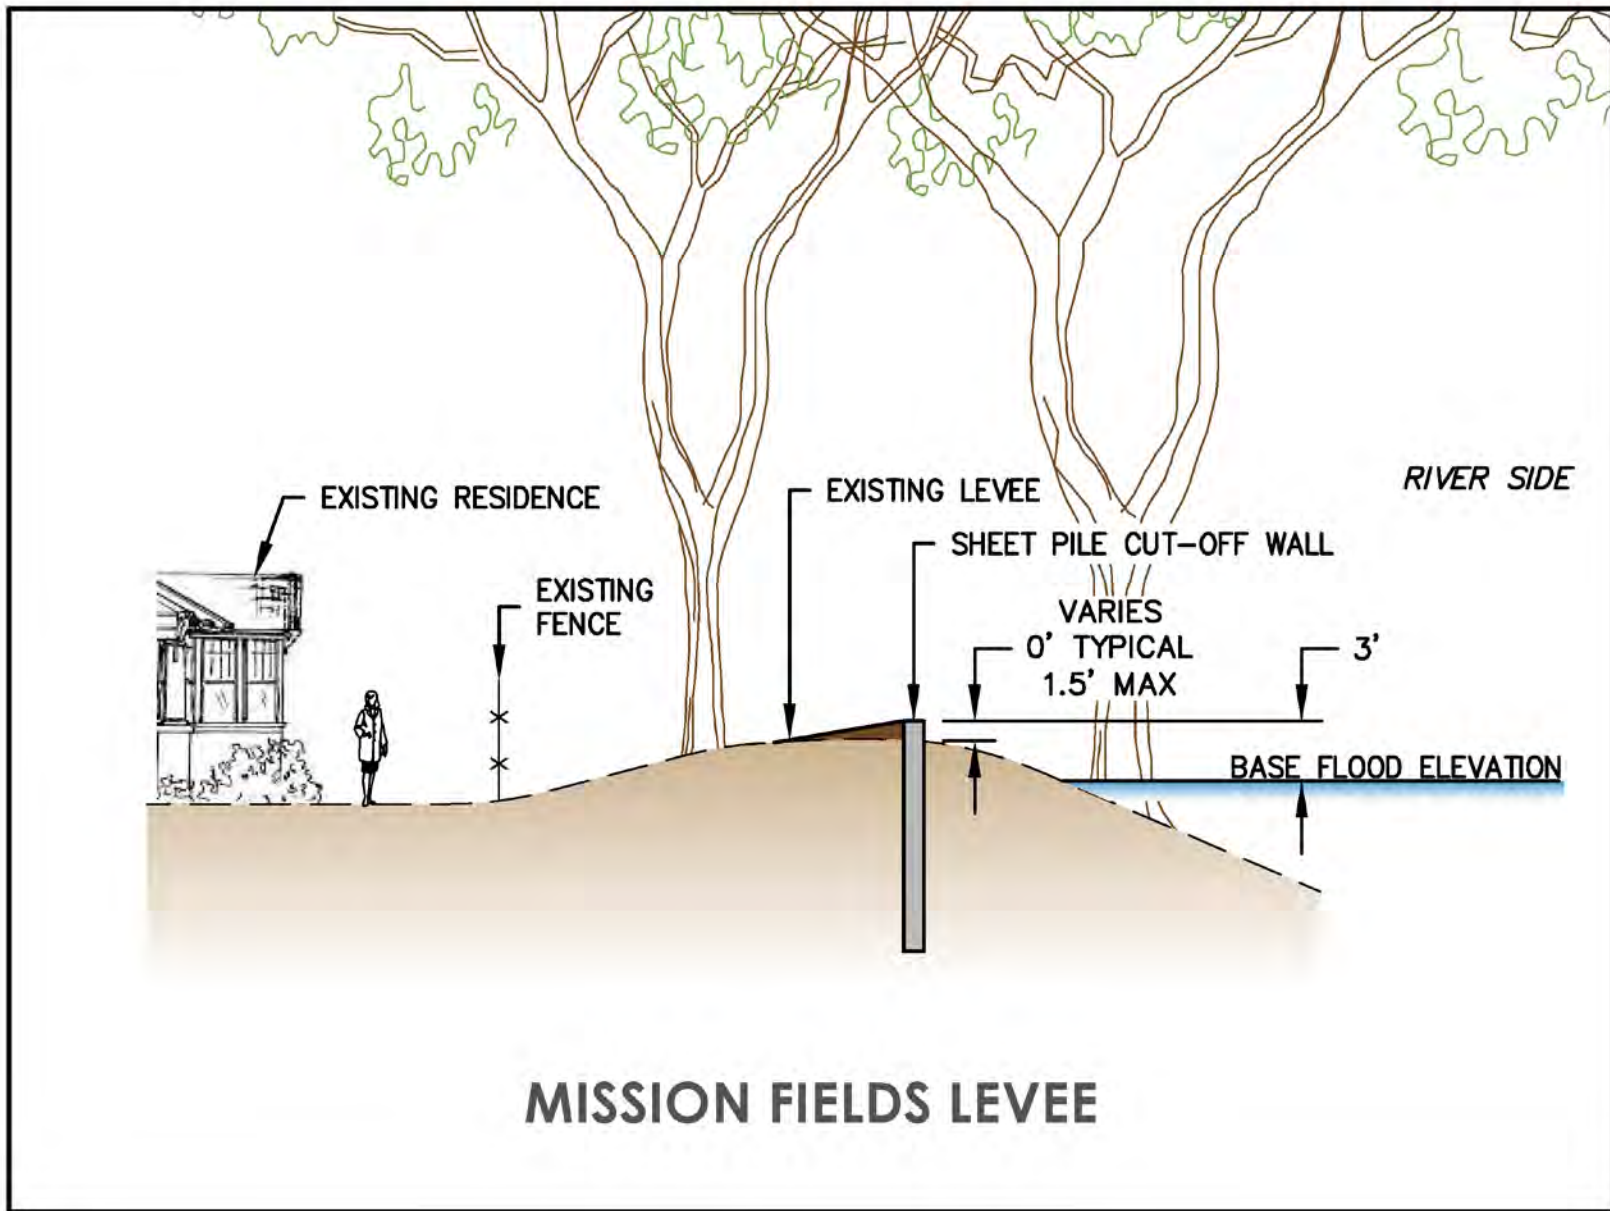 RIVER SIDE
EXISTING RESIDENCE
EXISTING LEVEE
SHEET PILE CUT-OFF WALL
EXISTING
FENCE
VARIES
0' TYPICAL
1.5' MAX
3'
BASE FLOOD ELEVATION
MISSION FIELDS LEVEE